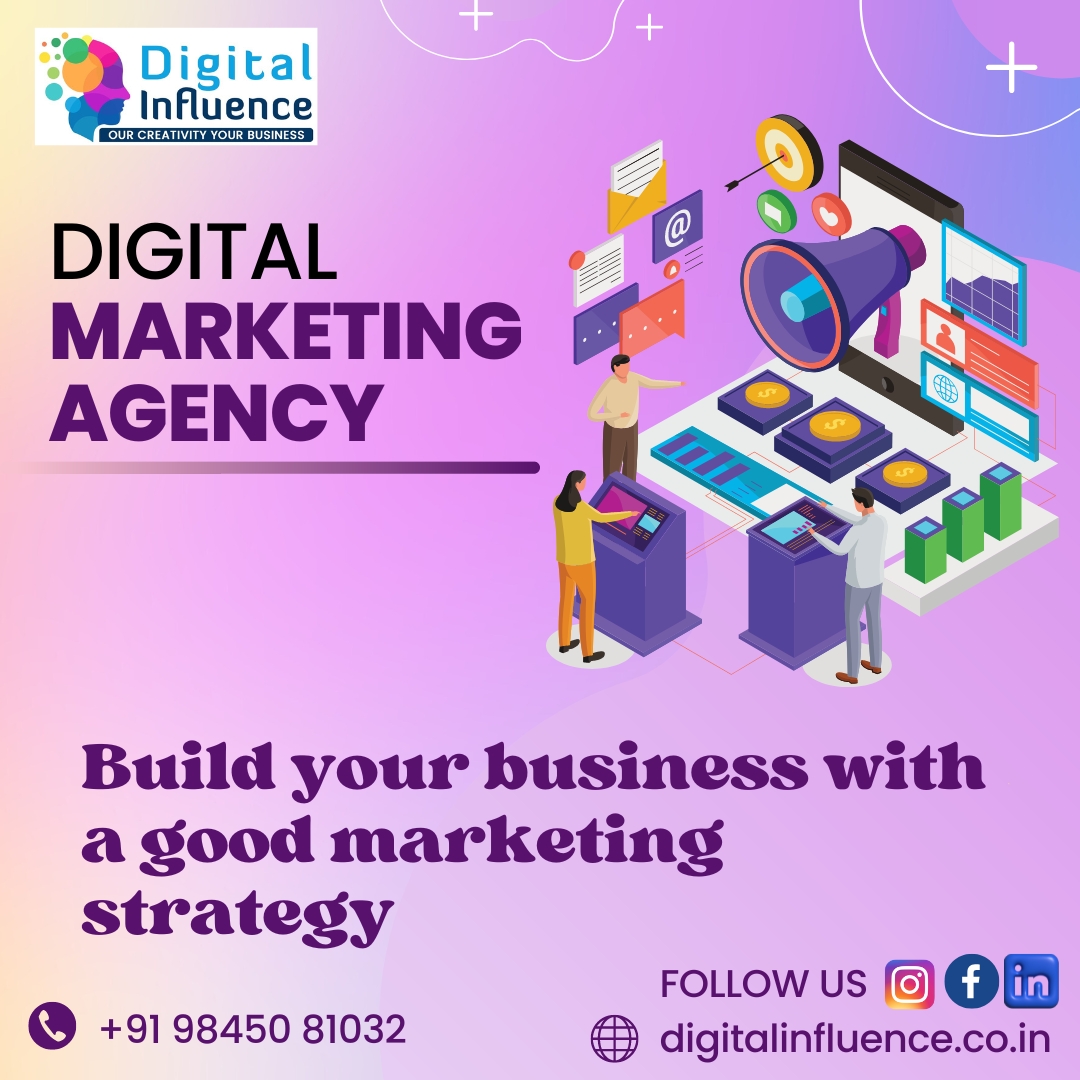 Digital
Influence
OUR CREATIVITY YOUR BUSINESS
DIGITAL
MARKETING
AGENCY
@
Build your business with
a good marketing
strategy
FOLLOW US
+91 98450 81032
digitalinfluence.co.in